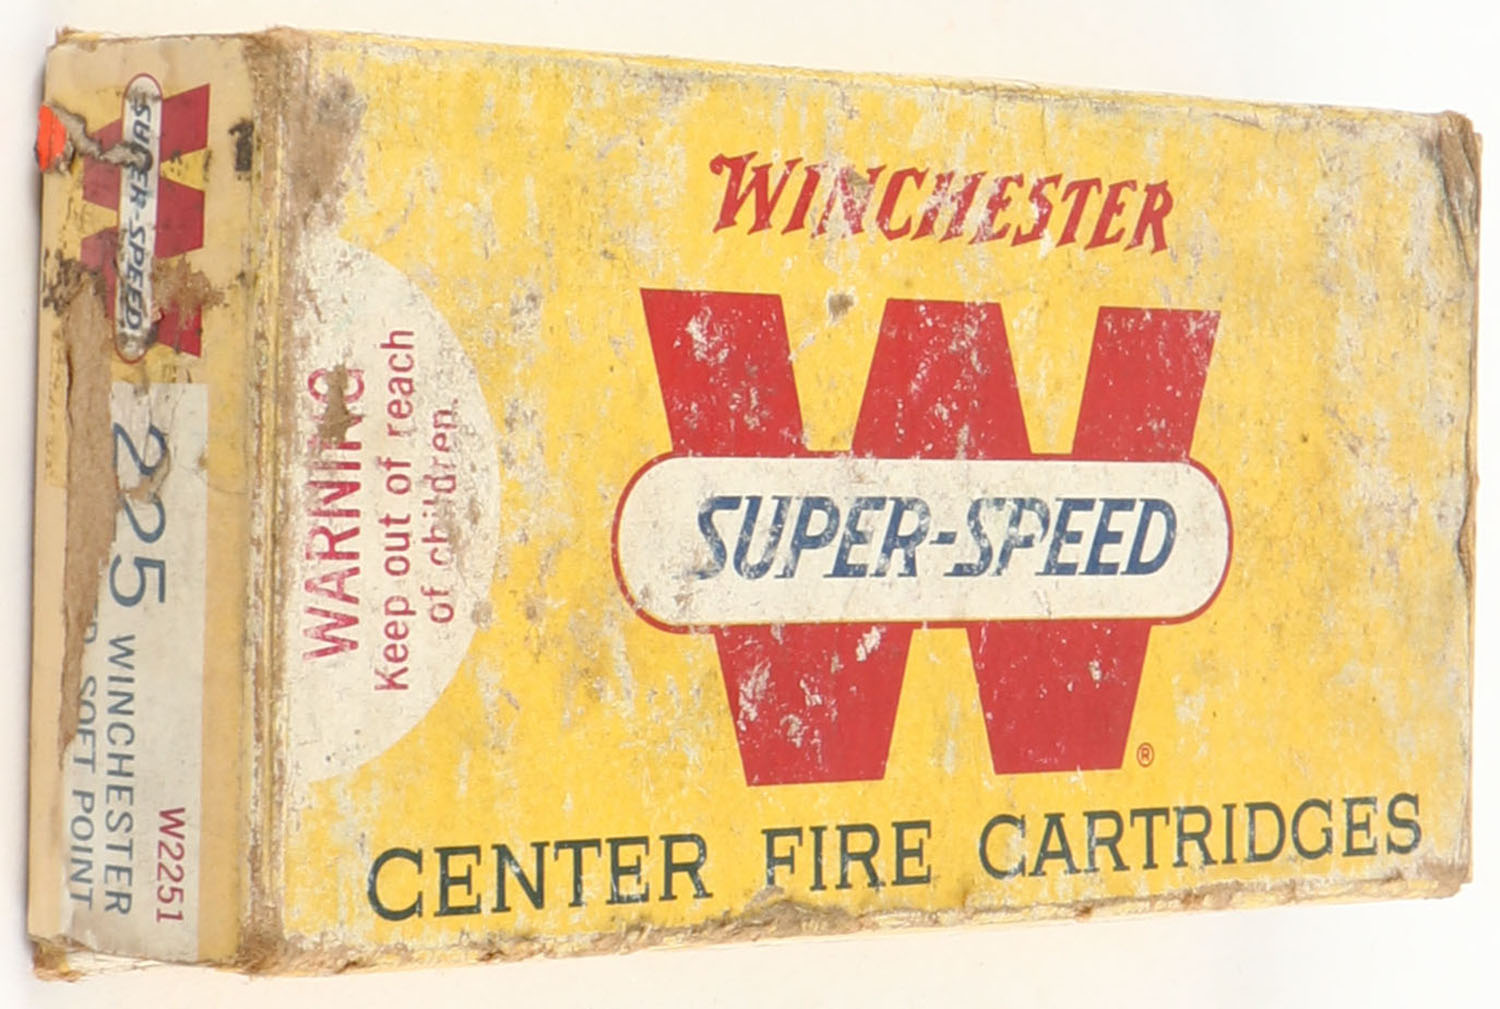 WINCHESTER
W
SUPER-SPEED
®
CENTER FIRE CARTRIDGES
WARNING
Keep out of reach
of children.
W
SUPER-SPEED
225 WINCHESTER
SOFT POINT
W2251